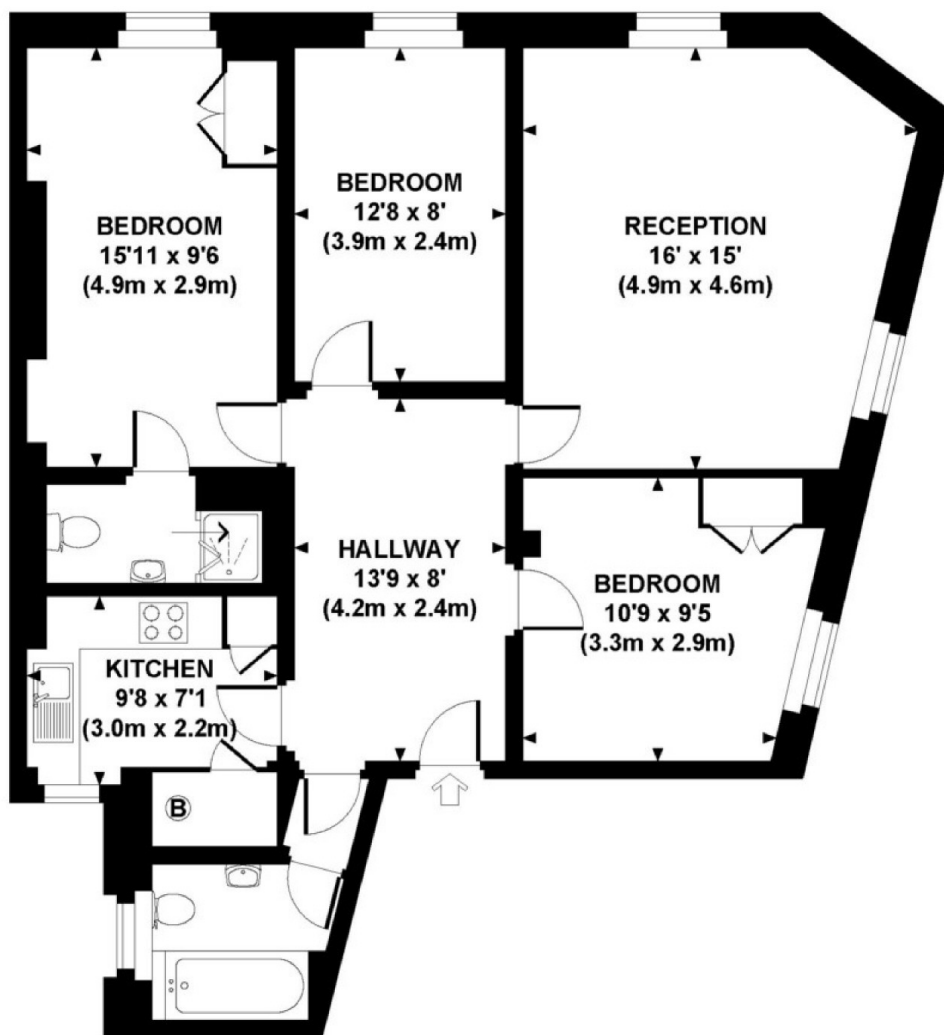 BEDROOM
15'11 x 9'6
(4.9m x 2.9m)
BEDROOM
12'8 x 8'
(3.9m x 2.4m)
RECEPTION
16' x 15'
(4.9m x 4.6m)
HALLWAY
13'9 x 8'
(4.2m x 2.4m)
BEDROOM
10'9 x 9'5
(3.3m x 2.9m)
KITCHEN
9'8 x 7'1
(3.0m x 2.2m)
B